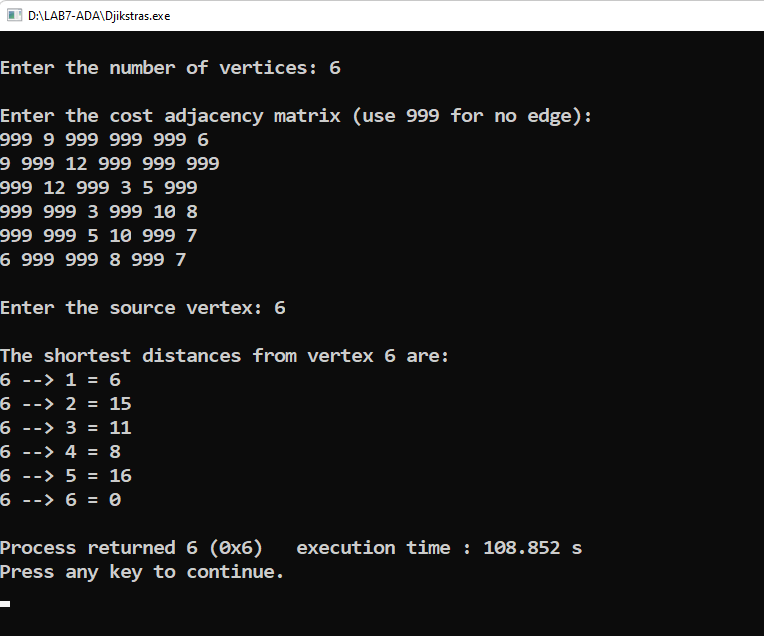 D:\LAB7-ADA\Djikstras.exe
Enter the number of vertices: 6
Enter the cost adjacency matrix (use 999 for no edge):
999 9 999 999 999 6
9 999 12 999 999 999
999 12 999 3 5 999
999 999 3 999 10 8
999 999 5 10 999 7
6 999 999 8 999 7
Enter the source vertex: 6
The shortest distances from vertex 6 are:
6 --> 1 = 6
6 --> 2 = 15
6 --> 3 = 11
6 --> 4 = 8
6 --> 5 = 16
6 --> 6 = 0
Process returned 6 (0x6)   execution time : 108.852 s
Press any key to continue.